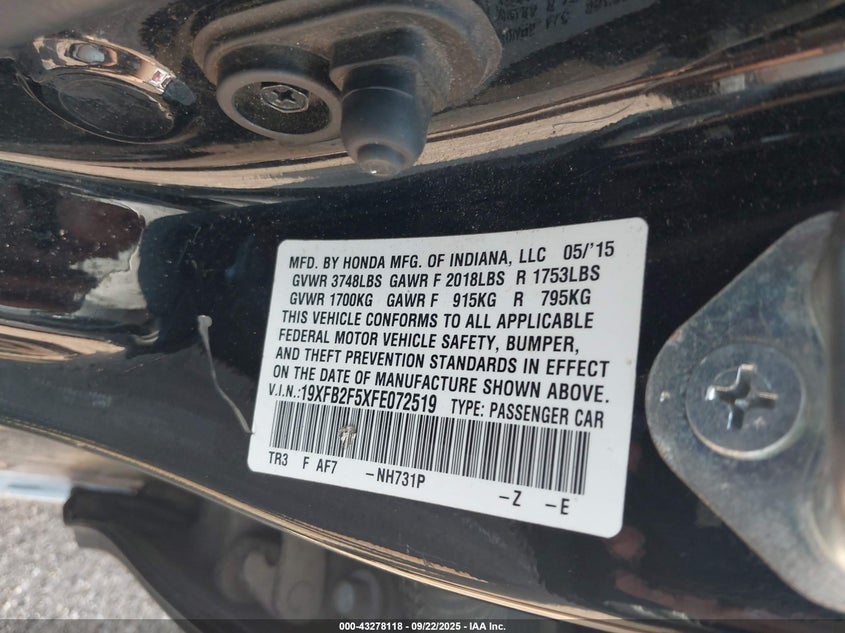 MFD. BY HONDA MFG. OF INDIANA, LLC 05/'15
GVWR 3748LBS GAWR F 2018LBS R 1753LBS
GVWR 1700KG GAWR F 915KG R 795KG
THIS VEHICLE CONFORMS TO ALL APPLICABLE
FEDERAL MOTOR VEHICLE SAFETY, BUMPER,
AND THEFT PREVENTION STANDARDS IN EFFECT
ON THE DATE OF MANUFACTURE SHOWN ABOVE.
V.I.N.:19XFB2F5XFE072519 TYPE: PASSENGER CAR
TR3 F AF7 -NH731P -Z -E
000-43278118 - 09/22/2025 - IAA Inc.